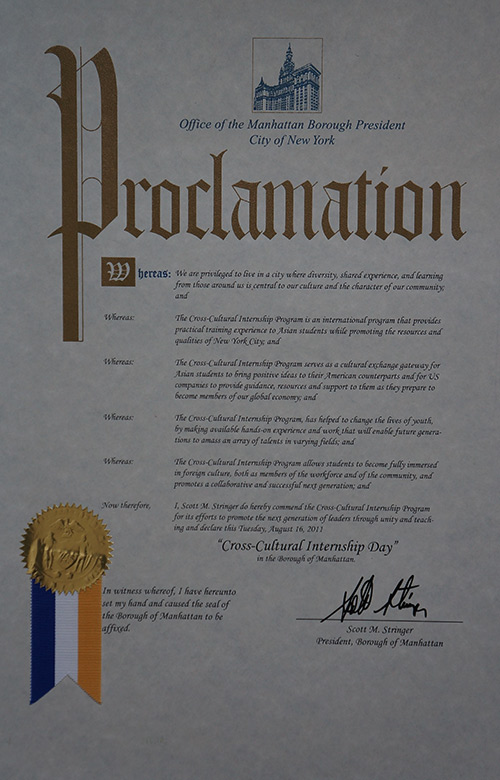 Office of the Manhattan Borough President
City of New York
Proclamation
Whereas: We are privileged to live in a city where diversity, shared experience, and learning
from those around us is central to our culture and the character of our community;
and
Whereas: The Cross-Cultural Internship Program is an international program that provides
practical training experience to Asian students while promoting the resources and
qualities of New York City; and
Whereas: The Cross-Cultural Internship Program serves as a cultural exchange gateway for
Asian students to bring positive ideas to their American counterparts and for US
companies to provide guidance, resources and support to them as they prepare to
become members of our global economy; and
Whereas: The Cross-Cultural Internship Program, has helped to change the lives of youth,
by making available hands-on experience and work that will enable future genera-
tions to amass an array of talents in varying fields; and
Whereas: The Cross-Cultural Internship Program allows students to become fully immersed
in foreign culture, both as members of the workforce and of the community, and
promotes a collaborative and successful next generation; and
Now therefore, I, Scott M. Stringer do hereby commend the Cross-Cultural Internship Program
for its efforts to promote the next generation of leaders through unity and teach-
ing and declare this Tuesday, August 16, 2011
"Cross-Cultural Internship Day"
in the Borough of Manhattan.
In witness whereof, I have hereunto
set my hand and caused the seal of
the Borough of Manhattan to be
affixed.
Scott M. Stringer
President, Borough of Manhattan